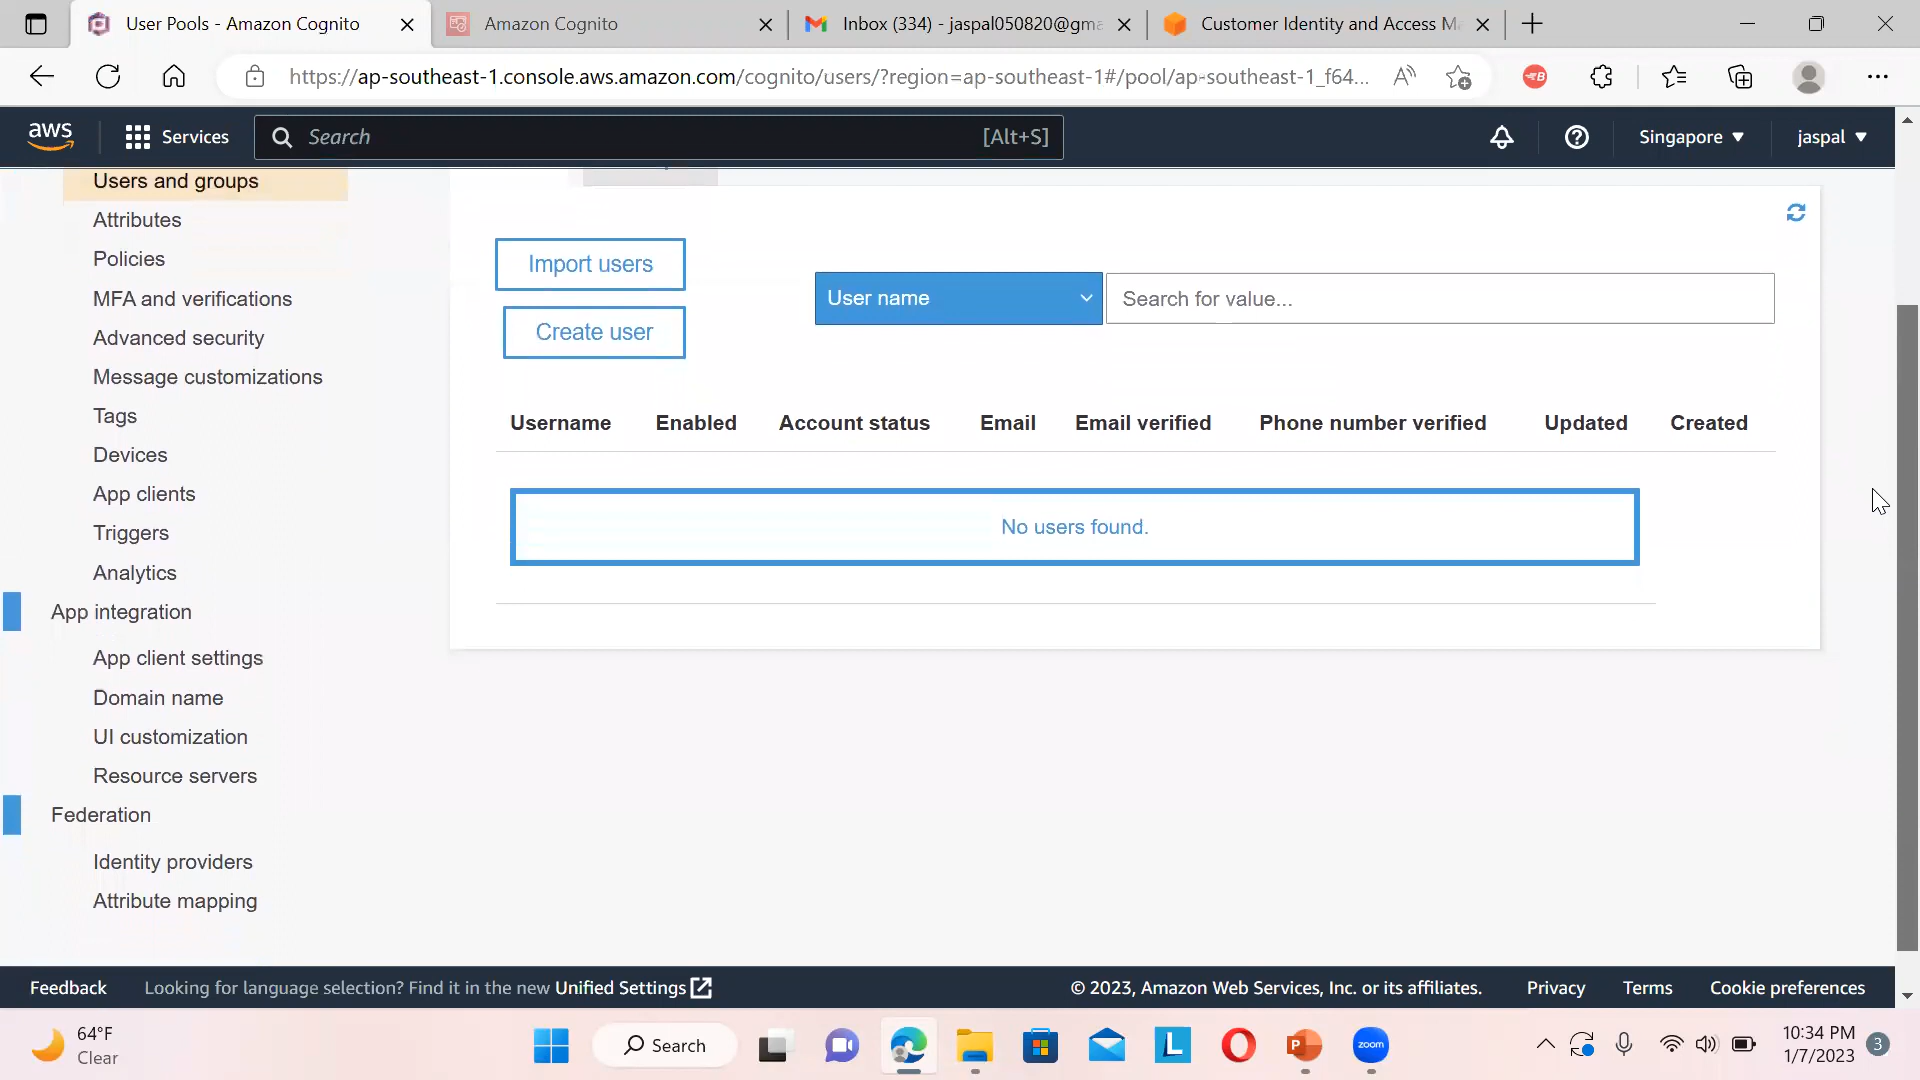 User Pools - Amazon Cognito
Amazon Cognito
Inbox (334) - jaspal050820@gma
Customer Identity and Access Ma
https://ap-southeast-1.console.aws.amazon.com/cognito/users/?region=ap-southeast-1#/pool/ap-southeast-1_f64...
aws
Services
Search
[Alt+S]
Singapore
jaspal
Users and groups
Attributes
Policies
MFA and verifications
Advanced security
Message customizations
Tags
Devices
App clients
Triggers
Analytics
App integration
App client settings
Domain name
UI customization
Resource servers
Federation
Identity providers
Attribute mapping
Import users
Create user
User name
Search for value...
Username Enabled Account status Email Email verified Phone number verified Updated Created
No users found.
Feedback
Looking for language selection? Find it in the new Unified Settings
© 2023, Amazon Web Services, Inc. or its affiliates.
Privacy
Terms
Cookie preferences
64°F
Clear
Search
L
P
zoom
10:34 PM
1/7/2023
3